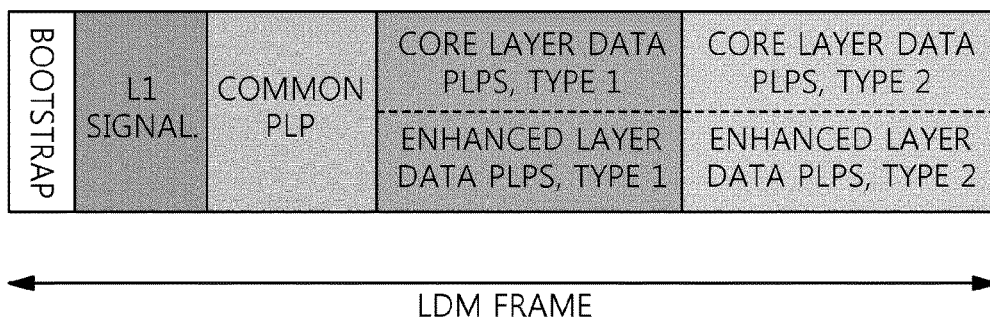 BOOTSTRAP
L1
SIGNAL.
COMMON
PLP
CORE LAYER DATA
PLPS, TYPE 1
ENHANCED LAYER
DATA PLPS, TYPE 1
CORE LAYER DATA
PLPS, TYPE 2
ENHANCED LAYER
DATA PLPS, TYPE 2
LDM FRAME